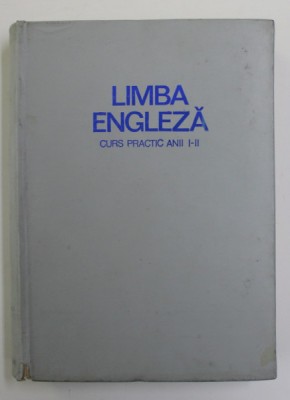 LIMBA
ENGLEZĂ
CURS PRACTIC ANII I-II